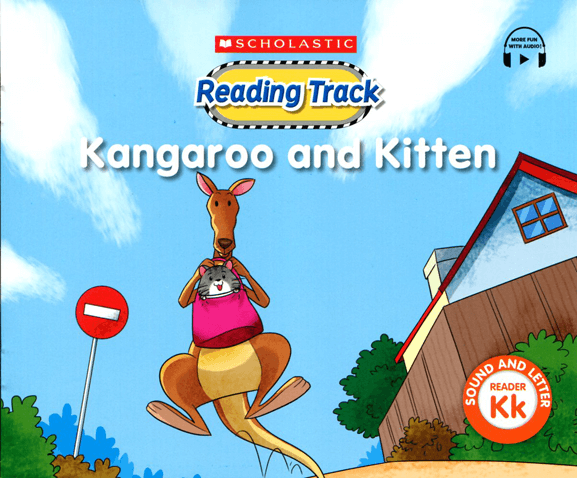 MORE FUN
WITH AUDIO!
SCHOLASTIC
Reading Track
Kangaroo and Kitten
SOUND AND LETTER
READER
Kk